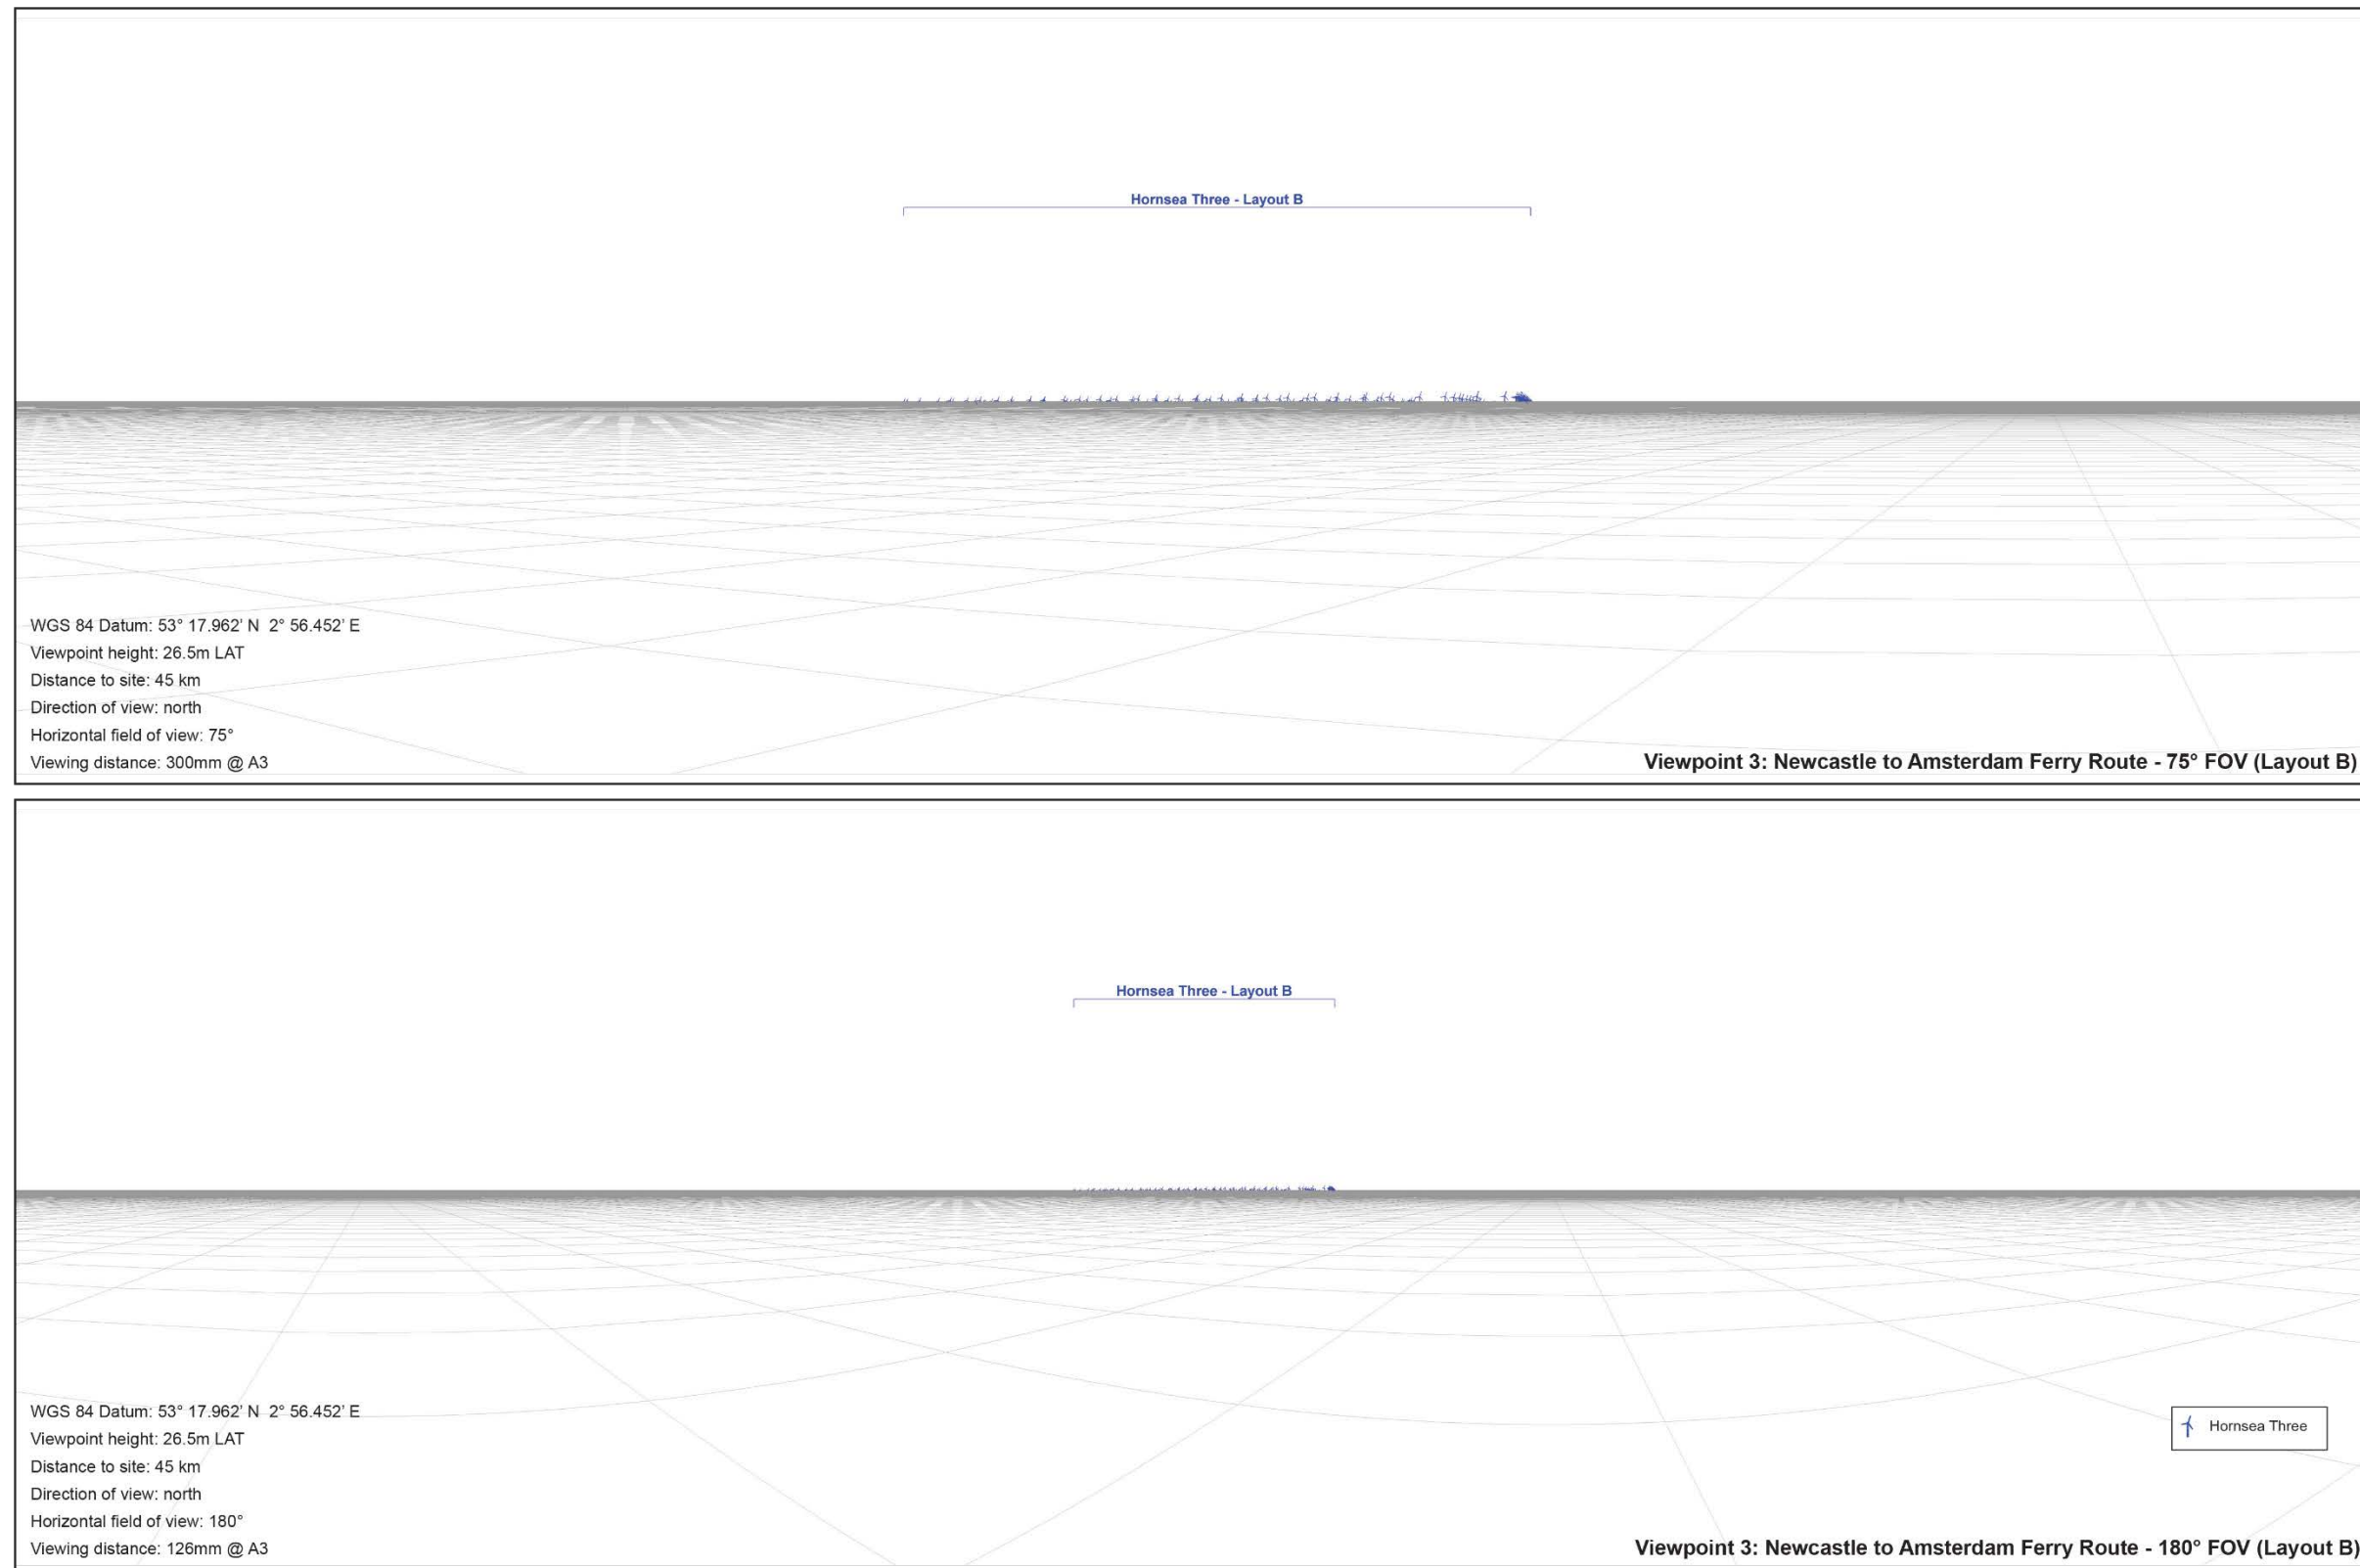 Hornsea Three - Layout B
WGS 84 Datum: 53° 17.962’ N  2° 56.452’ E
Viewpoint height: 26.5m LAT
Distance to site: 45 km
Direction of view: north
Horizontal field of view: 75°
Viewing distance: 300mm @ A3
Viewpoint 3: Newcastle to Amsterdam Ferry Route - 75° FOV (Layout B)
Hornsea Three - Layout B
WGS 84 Datum: 53° 17.962’ N  2° 56.452’ E
Viewpoint height: 26.5m LAT
Distance to site: 45 km
Direction of view: north
Horizontal field of view: 180°
Viewing distance: 126mm @ A3
Hornsea Three
Viewpoint 3: Newcastle to Amsterdam Ferry Route - 180° FOV (Layout B)